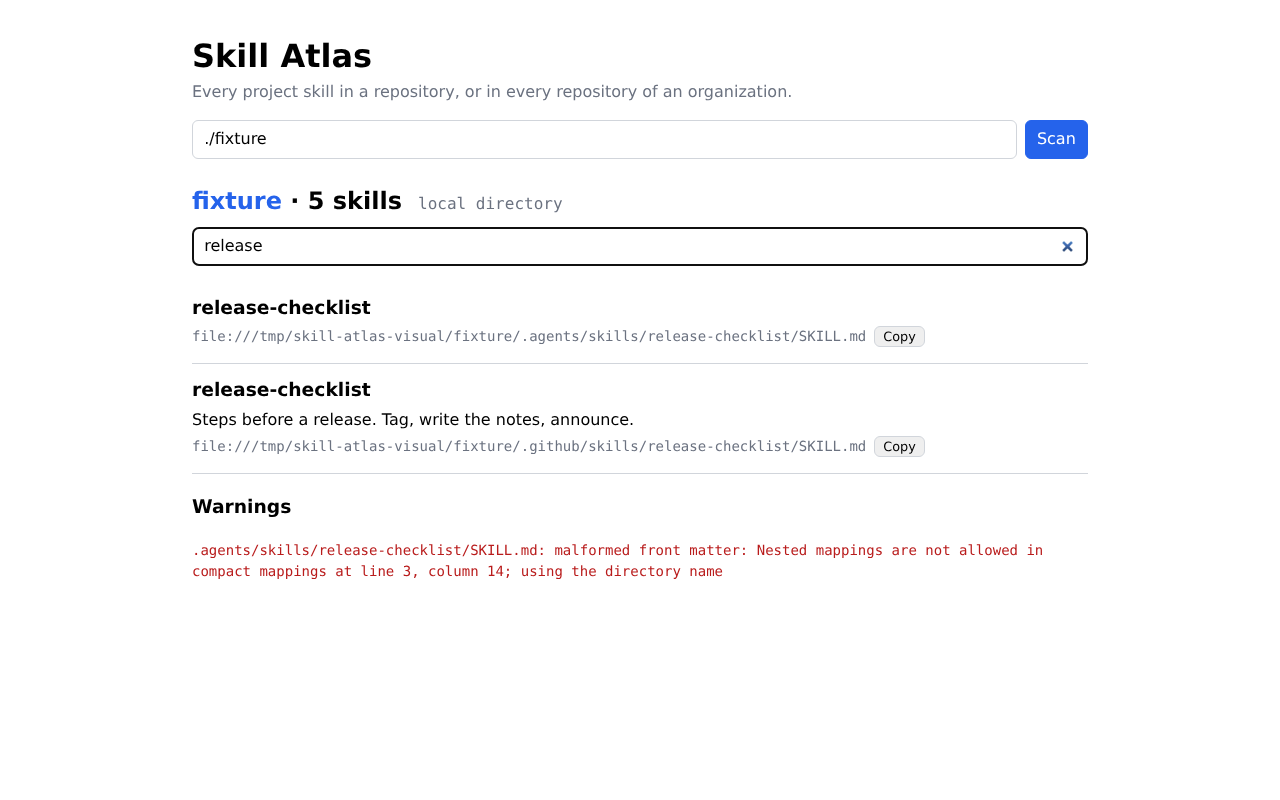 Skill Atlas
Every project skill in a repository, or in every repository of an organization.
./fixture
Scan
fixture · 5 skills local directory
release
release-checklist
file:///tmp/skill-atlas-visual/fixture/.agents/skills/release-checklist/SKILL.md Copy
release-checklist
Steps before a release. Tag, write the notes, announce.
file:///tmp/skill-atlas-visual/fixture/.github/skills/release-checklist/SKILL.md Copy
Warnings
.agents/skills/release-checklist/SKILL.md: malformed front matter: Nested mappings are not allowed in
compact mappings at line 3, column 14; using the directory name